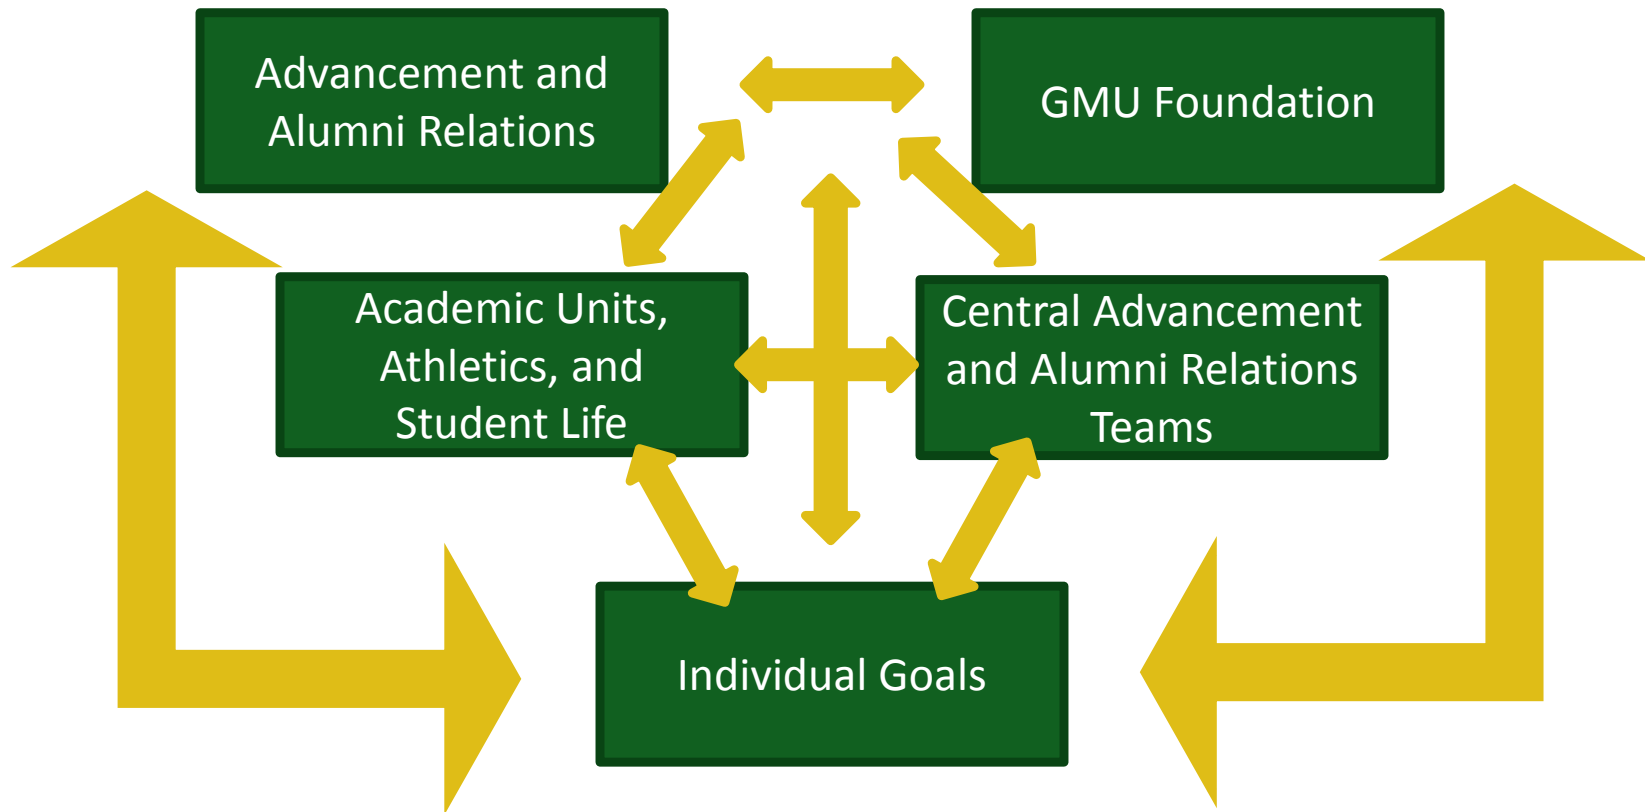 Advancement and
Alumni Relations
GMU Foundation
Academic Units,
Athletics, and
Student Life
Central Advancement
and Alumni Relations
Teams
Individual Goals